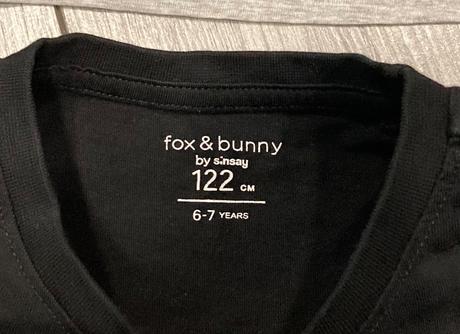 fox & bunny
by sinsay
122 CM
6-7 YEARS